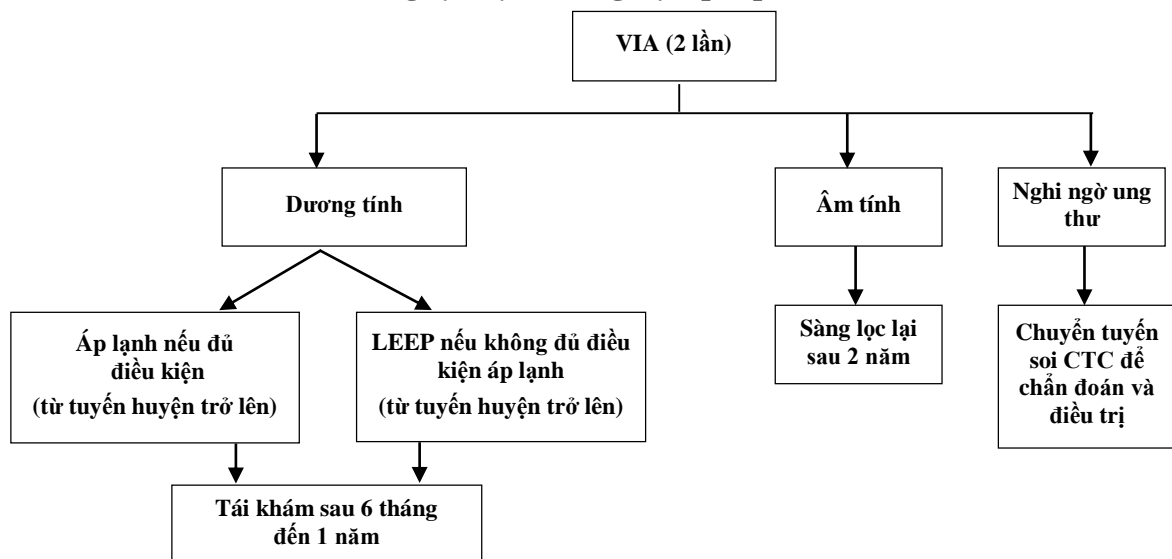 VIA (2 lần)
Dương tính
Âm tính
Nghi ngờ ung
thư
Áp lạnh nếu đủ
điều kiện
(từ tuyến huyện trở lên)
LEEP nếu không đủ điều
kiện áp lạnh
(từ tuyến huyện trở lên)
Sàng lọc lại
sau 2 năm
Chuyển tuyến
soi CTC để
chẩn đoán và
điều trị
Tái khám sau 6 tháng
đến 1 năm